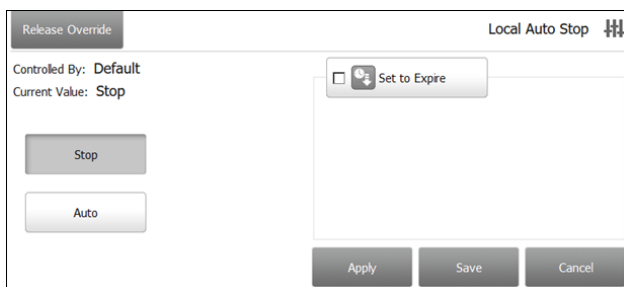 Release Override
Local Auto Stop
Controlled By: Default
Current Value: Stop
Set to Expire
Stop
Auto
Apply
Save
Cancel